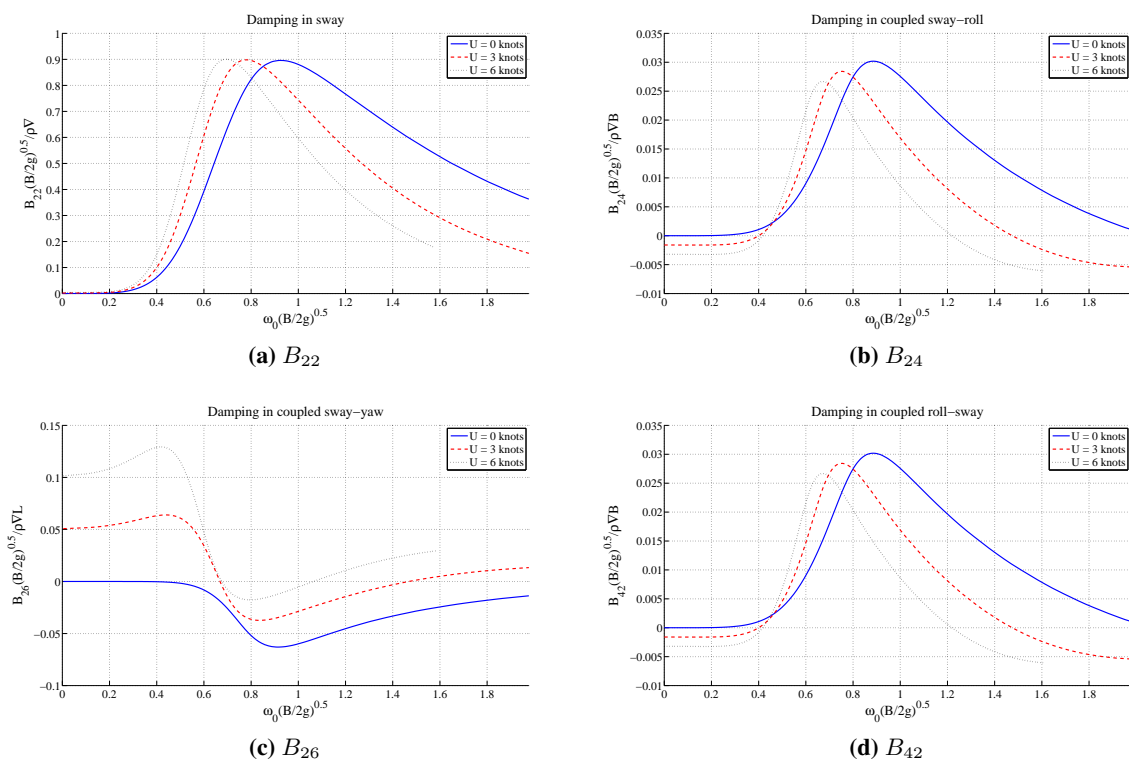 Damping in sway
B₂₂(B/2g)^0.5/ρ∇
1
0.9
0.8
0.7
0.6
0.5
0.4
0.3
0.2
0.1
0
0 0.2 0.4 0.6 0.8 1 1.2 1.4 1.6 1.8
ω₀(B/2g)^0.5
U = 0 knots
U = 3 knots
U = 6 knots
(a) B₂₂
Damping in coupled sway−roll
B₂₄(B/2g)^0.5/ρ∇B
0.035
0.03
0.025
0.02
0.015
0.01
0.005
0
−0.005
−0.01
0 0.2 0.4 0.6 0.8 1 1.2 1.4 1.6 1.8
ω₀(B/2g)^0.5
U = 0 knots
U = 3 knots
U = 6 knots
(b) B₂₄
Damping in coupled sway−yaw
B₂₆(B/2g)^0.5/ρ∇L
0.15
0.1
0.05
0
−0.05
−0.1
0 0.2 0.4 0.6 0.8 1 1.2 1.4 1.6 1.8
ω₀(B/2g)^0.5
U = 0 knots
U = 3 knots
U = 6 knots
(c) B₂₆
Damping in coupled roll−sway
B₄₂(B/2g)^0.5/ρ∇B
0.035
0.03
0.025
0.02
0.015
0.01
0.005
0
−0.005
−0.01
0 0.2 0.4 0.6 0.8 1 1.2 1.4 1.6 1.8
ω₀(B/2g)^0.5
U = 0 knots
U = 3 knots
U = 6 knots
(d) B₄₂